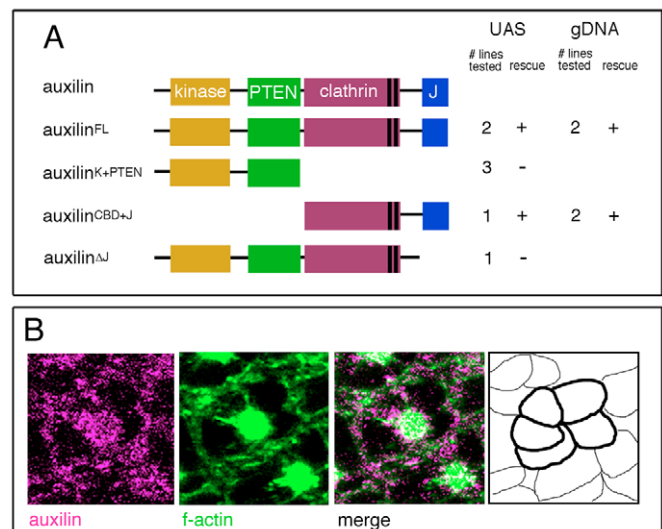 A
UAS gDNA
# lines tested rescue # lines tested rescue
auxilin kinase PTEN clathrin J
auxilinFL 2 + 2 +
auxilinK+PTEN 3 -
auxilinCBD+J 1 + 2 +
auxilinΔJ 1 -
B
auxilin f-actin merge